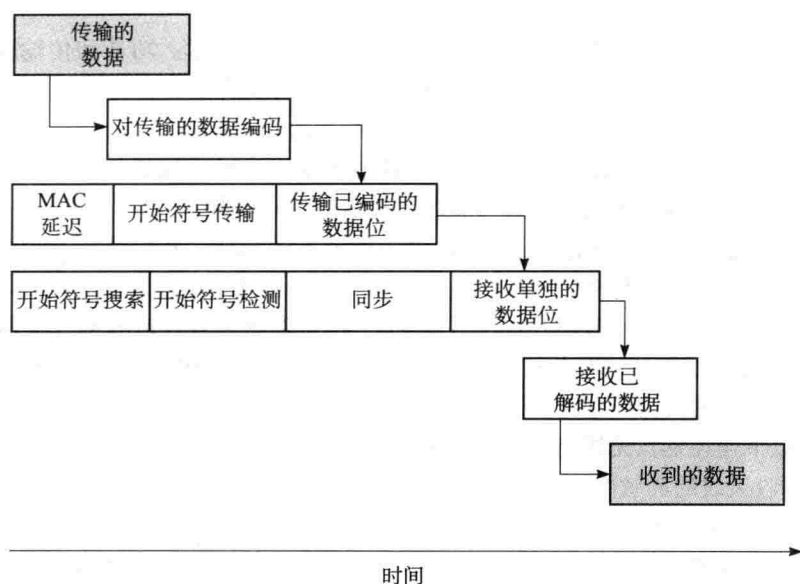 传输的
数据
对传输的数据编码
MAC
延迟
开始符号传输
传输已编码的
数据位
开始符号搜索
开始符号检测
同步
接收单独的
数据位
接收已
解码的数据
收到的数据
时间